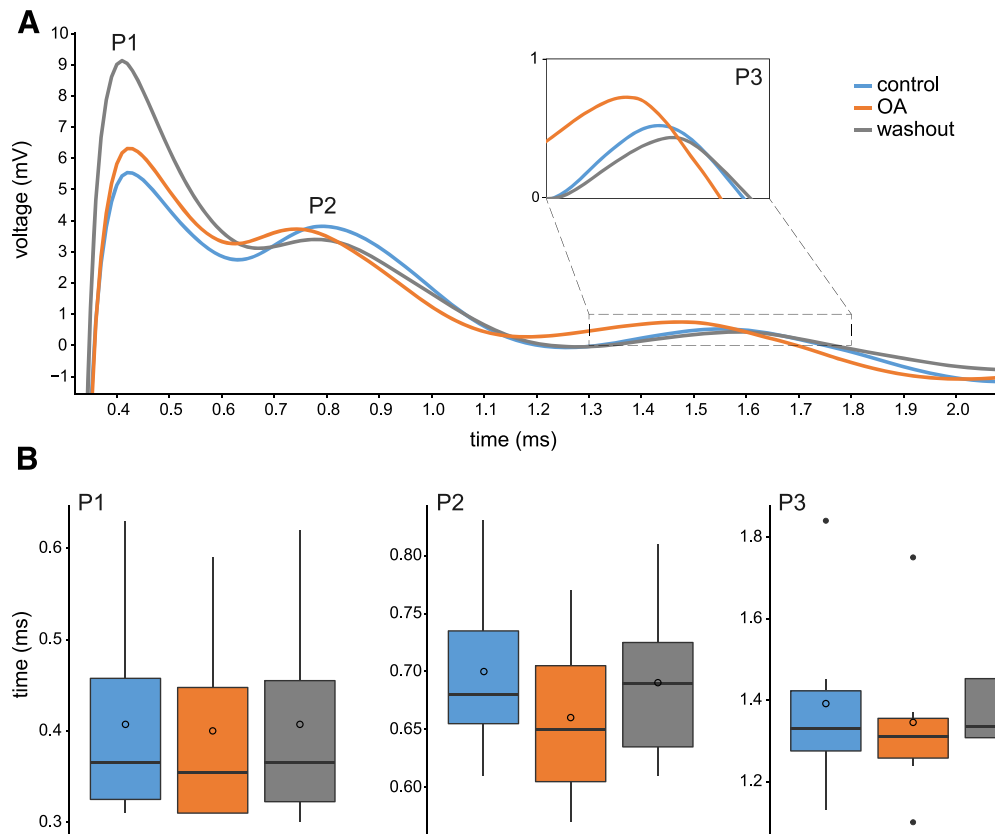 A
P1
P2
P3
control
OA
washout
voltage (mV)
10
9
8
7
6
5
4
3
2
1
0
−1
1
0
0.4 0.5 0.6 0.7 0.8 0.9 1.0 1.1 1.2 1.3 1.4 1.5 1.6 1.7 1.8 1.9 2.0
time (ms)
B
P1
P2
P3
time (ms)
0.6
0.5
0.4
0.3
0.80
0.75
0.70
0.65
0.60
1.8
1.6
1.4
1.2